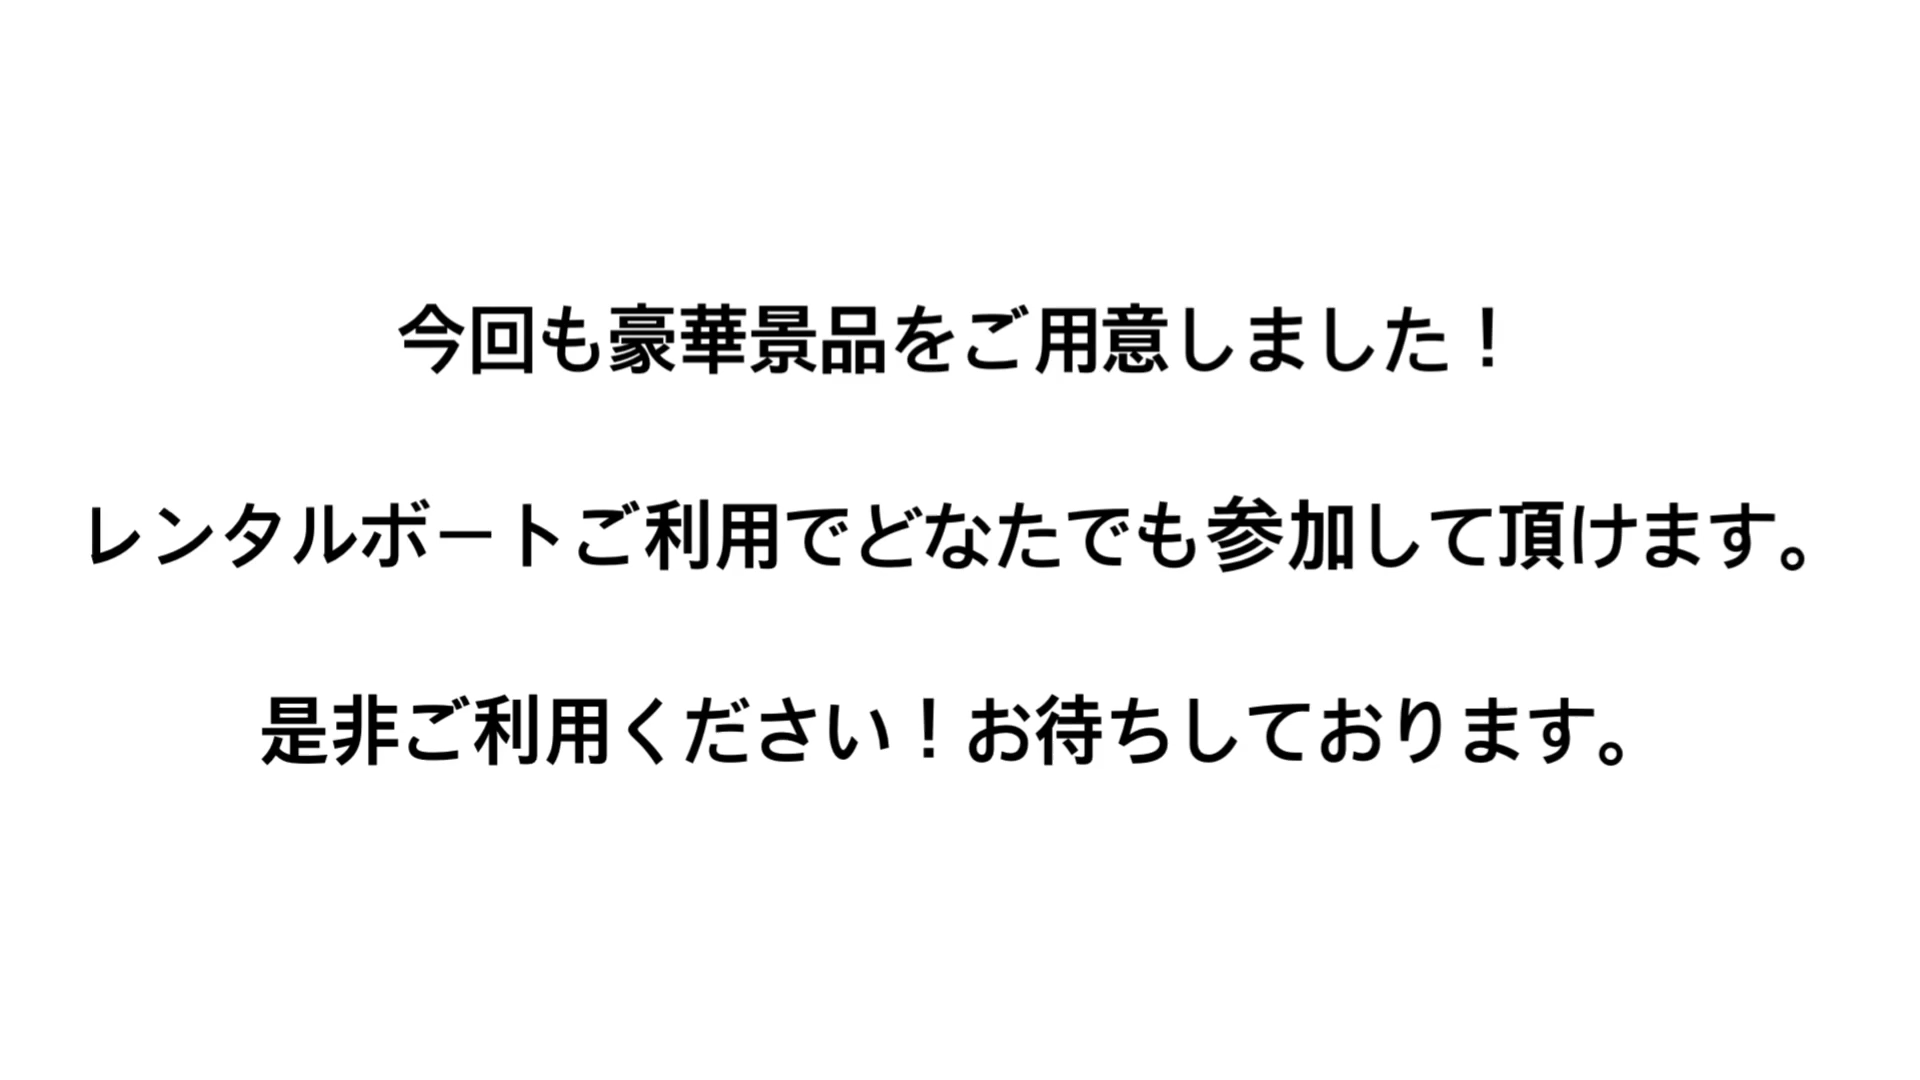 今回も豪華景品をご用意しました！
レンタルボートご利用でどなたでも参加して頂けます。
是非ご利用ください！お待ちしております。